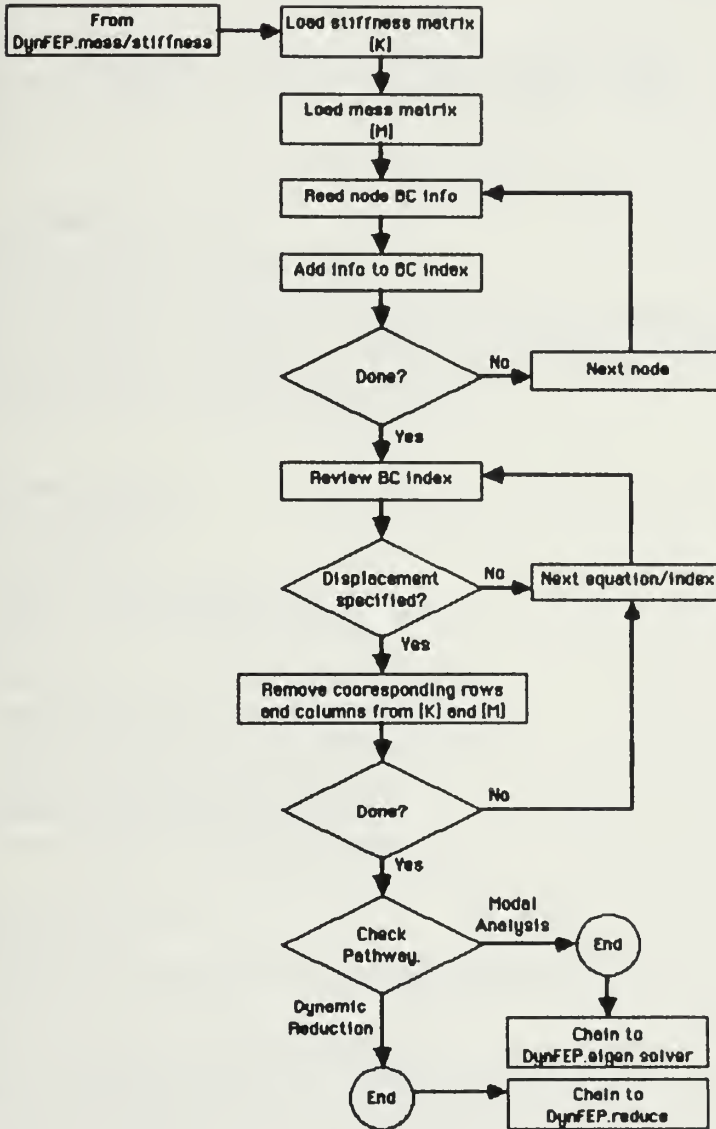 From
DynFEP.mass/stiffness
Load stiffness matrix
[K]
Load mass matrix
[M]
Read node BC info
Add info to BC index
Done?
No
Next node
Yes
Review BC index
Displacement
specified?
No
Next equation/index
Yes
Remove cooresponding rows
and columns from [K] and [M]
Done?
No
Yes
Check
Pathway.
Modal
Analysis
End
Dynamic
Reduction
Chain to
DynFEP.eigen solver
End
Chain to
DynFEP.reduce